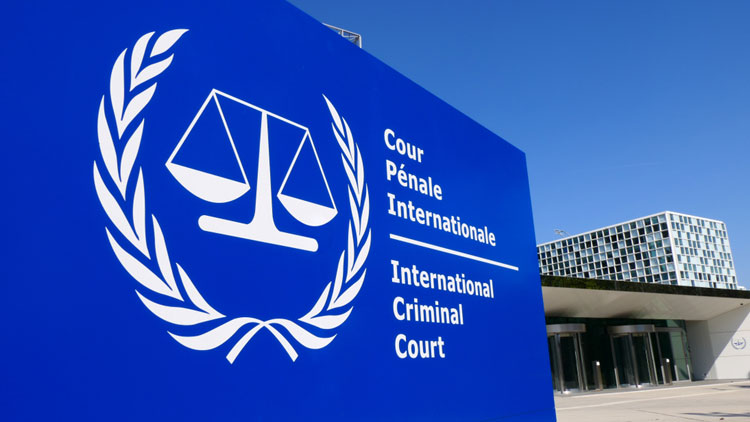 Cour
Pénale
Internationale
International
Criminal
Court